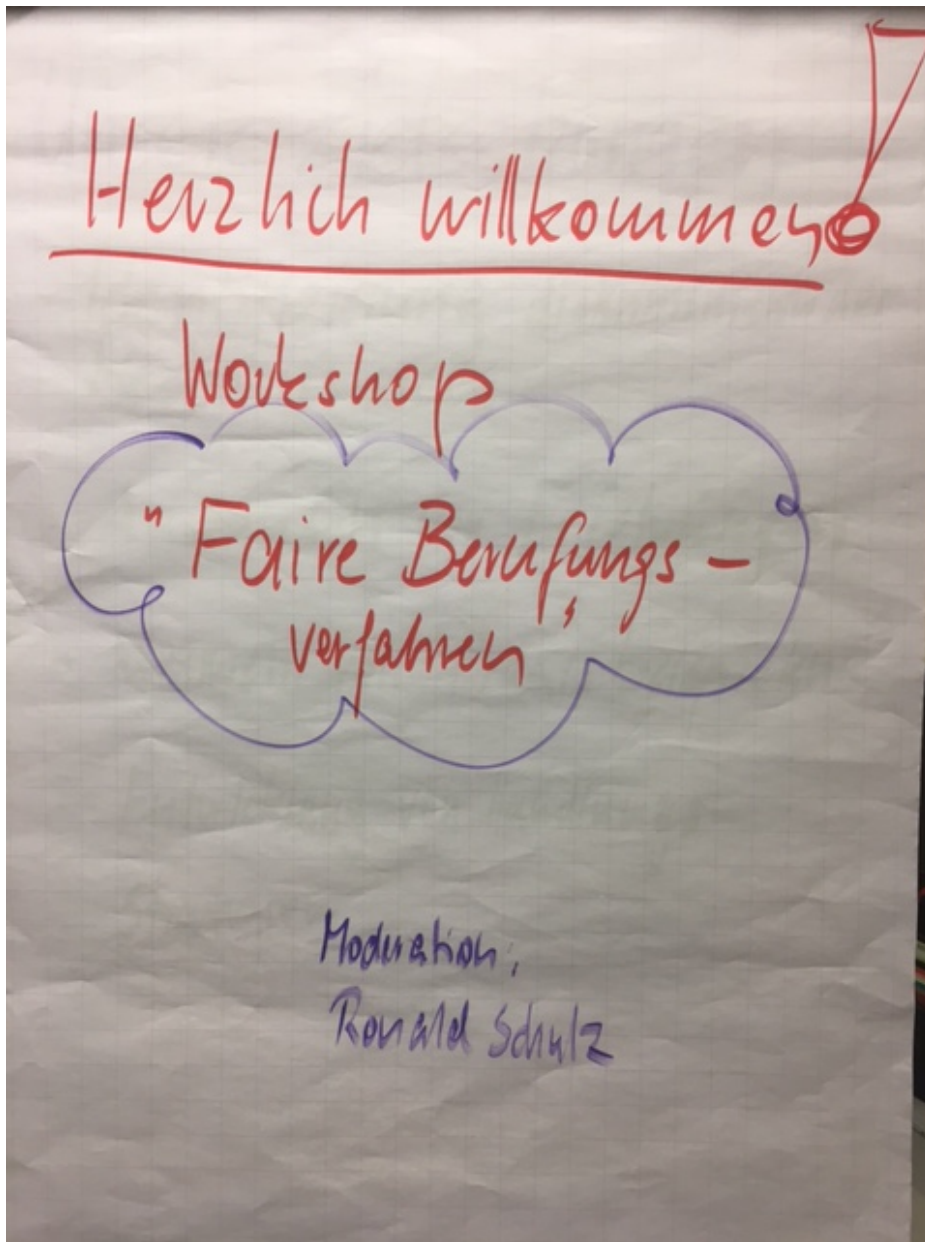 Herzlich willkommen!
Workshop
"Faire Berufungs-
verfahren"
Moderation:
Ronald Schulz